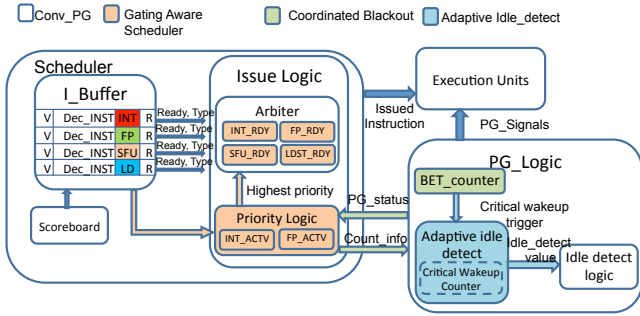 Conv_PG
Gating Aware
Scheduler
Coordinated Blackout
Adaptive Idle_detect
Scheduler
I_Buffer
V Dec_INST INT R
V Dec_INST FP R
V Dec_INST SFU R
V Dec_INST LD R
Ready, Type
Ready, Type
Ready, Type
Ready, Type
Scoreboard
Issue Logic
Arbiter
INT_RDY FP_RDY
SFU_RDY LDST_RDY
Highest priority
Priority Logic
INT_ACTV FP_ACTV
Issued
Instruction
Execution Units
PG_Signals
PG_status
Count_info
PG_Logic
BET_counter
Critical wakeup
trigger
Adaptive idle
detect
Critical Wakeup
Counter
Idle_detect
value
Idle detect
logic